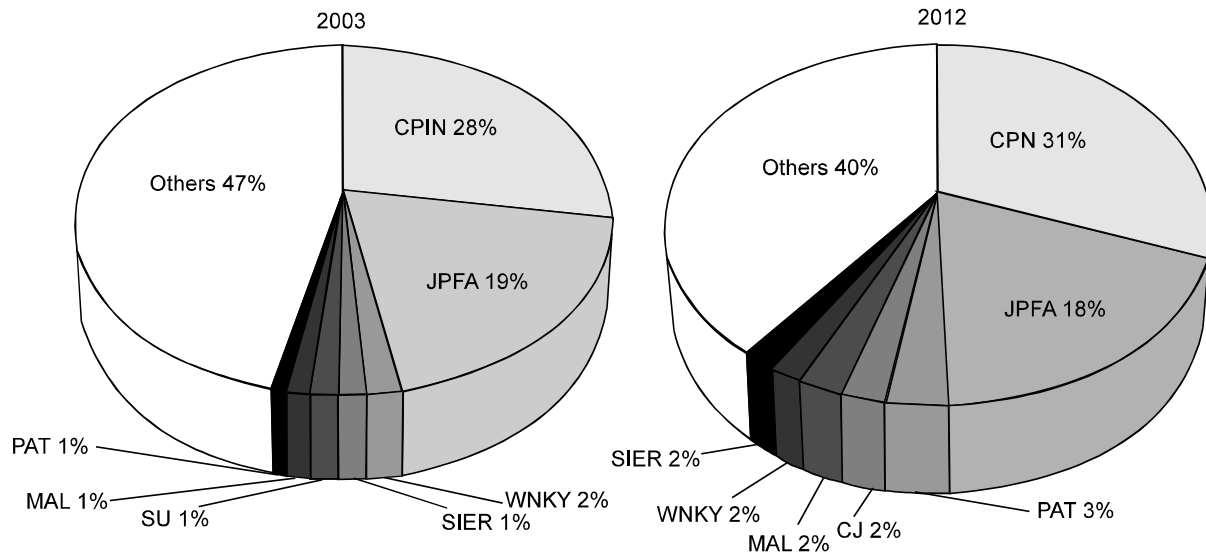 2003
CPIN 28%
Others 47%
JPFA 19%
PAT 1%
MAL 1%
SU 1%
SIER 1%
WNKY 2%
2012
CPN 31%
Others 40%
JPFA 18%
SIER 2%
WNKY 2%
MAL 2%
CJ 2%
PAT 3%